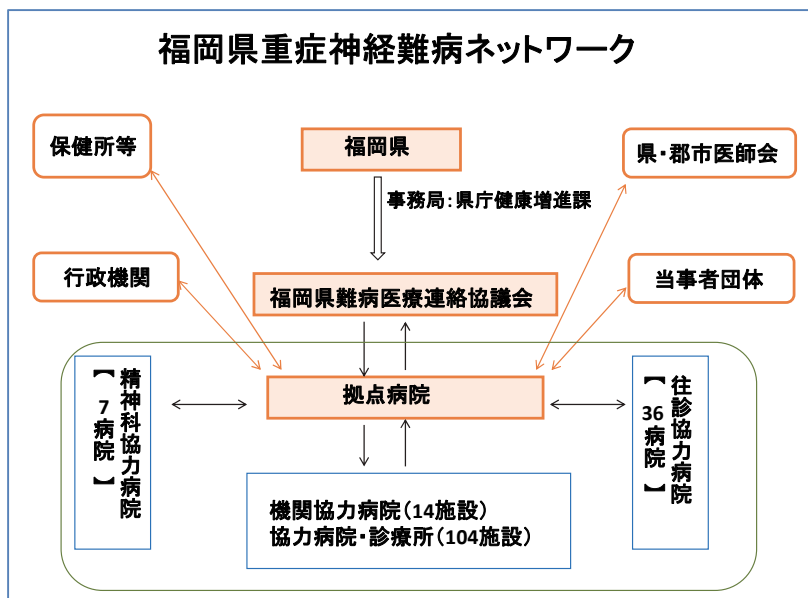 福岡県重症神経難病ネットワーク
保健所等
福岡県
県・郡市医師会
事務局:県庁健康増進課
行政機関
福岡県難病医療連絡協議会
当事者団体
精神科協力病院
【7病院】
拠点病院
往診協力病院
【36病院】
機関協力病院(14施設)
協力病院・診療所(104施設)